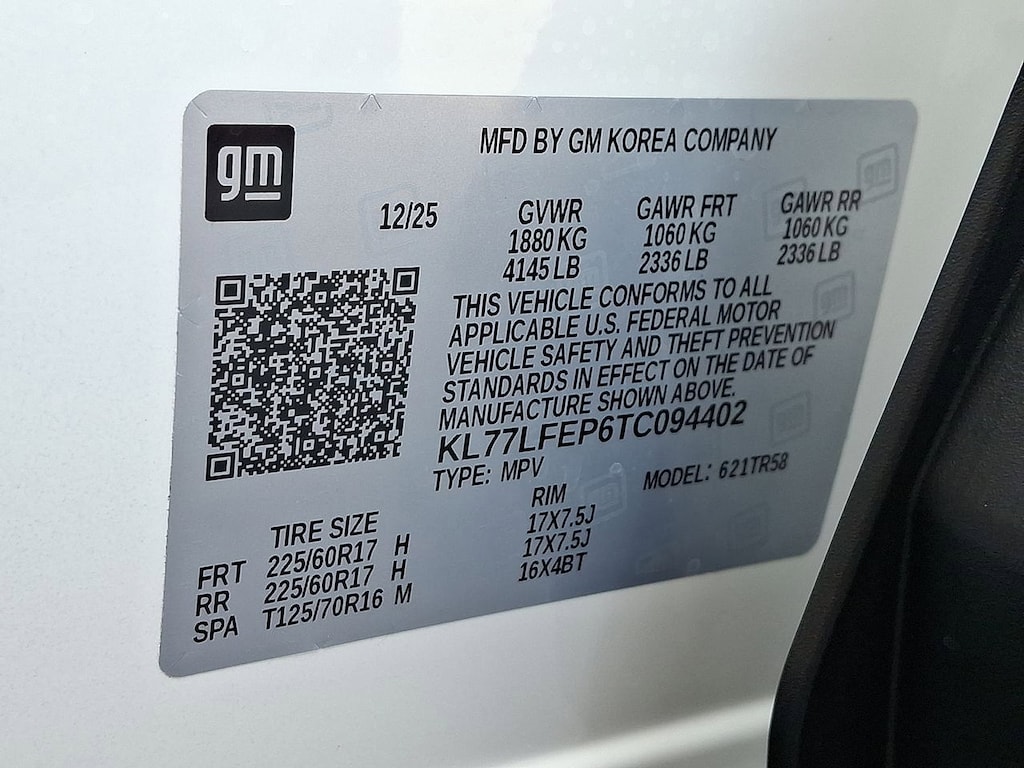 gm
MFD BY GM KOREA COMPANY
12/25
GVWR GAWR FRT GAWR RR
1880 KG 1060 KG 1060 KG
4145 LB 2336 LB 2336 LB
THIS VEHICLE CONFORMS TO ALL
APPLICABLE U.S. FEDERAL MOTOR
VEHICLE SAFETY AND THEFT PREVENTION
STANDARDS IN EFFECT ON THE DATE OF
MANUFACTURE SHOWN ABOVE.
KL77LFEP6TC094402
TYPE: MPV MODEL: 621TR58
TIRE SIZE RIM
FRT 225/60R17 H 17X7.5J
RR 225/60R17 H 17X7.5J
SPA T125/70R16 M 16X4BT